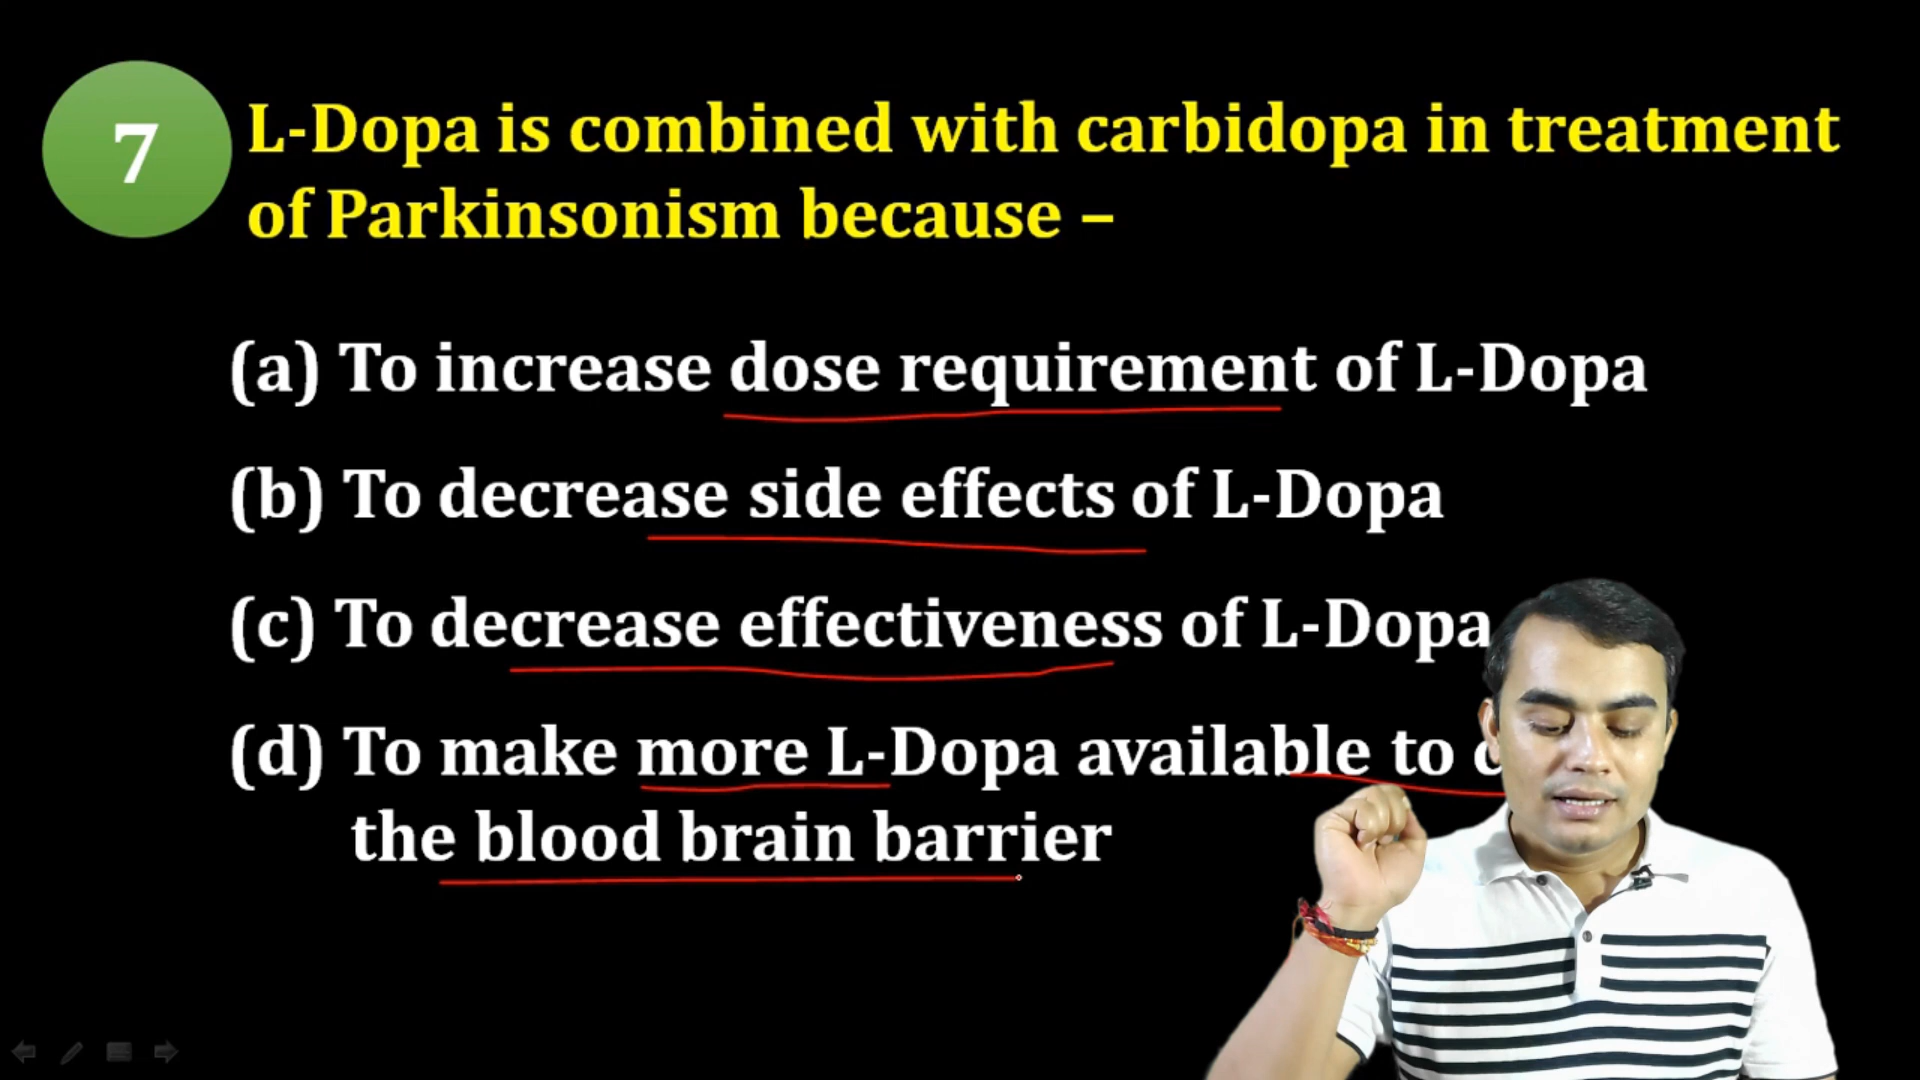 7
L-Dopa is combined with carbidopa in treatment
of Parkinsonism because –
(a) To increase dose requirement of L-Dopa
(b) To decrease side effects of L-Dopa
(c) To decrease effectiveness of L-Dopa
(d) To make more L-Dopa available to
the blood brain barrier